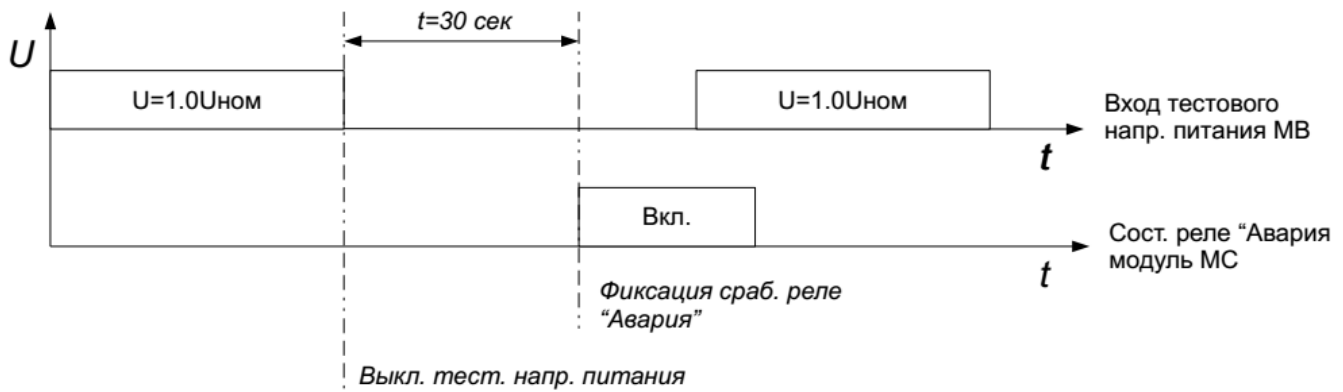 t=30 сек
U
U=1.0Uном
U=1.0Uном
Вход тестового
напр. питания МВ
t
Вкл.
Сост. реле “Авария
модуль МС
t
Фиксация сраб. реле
“Авария”
Выкл. тест. напр. питания